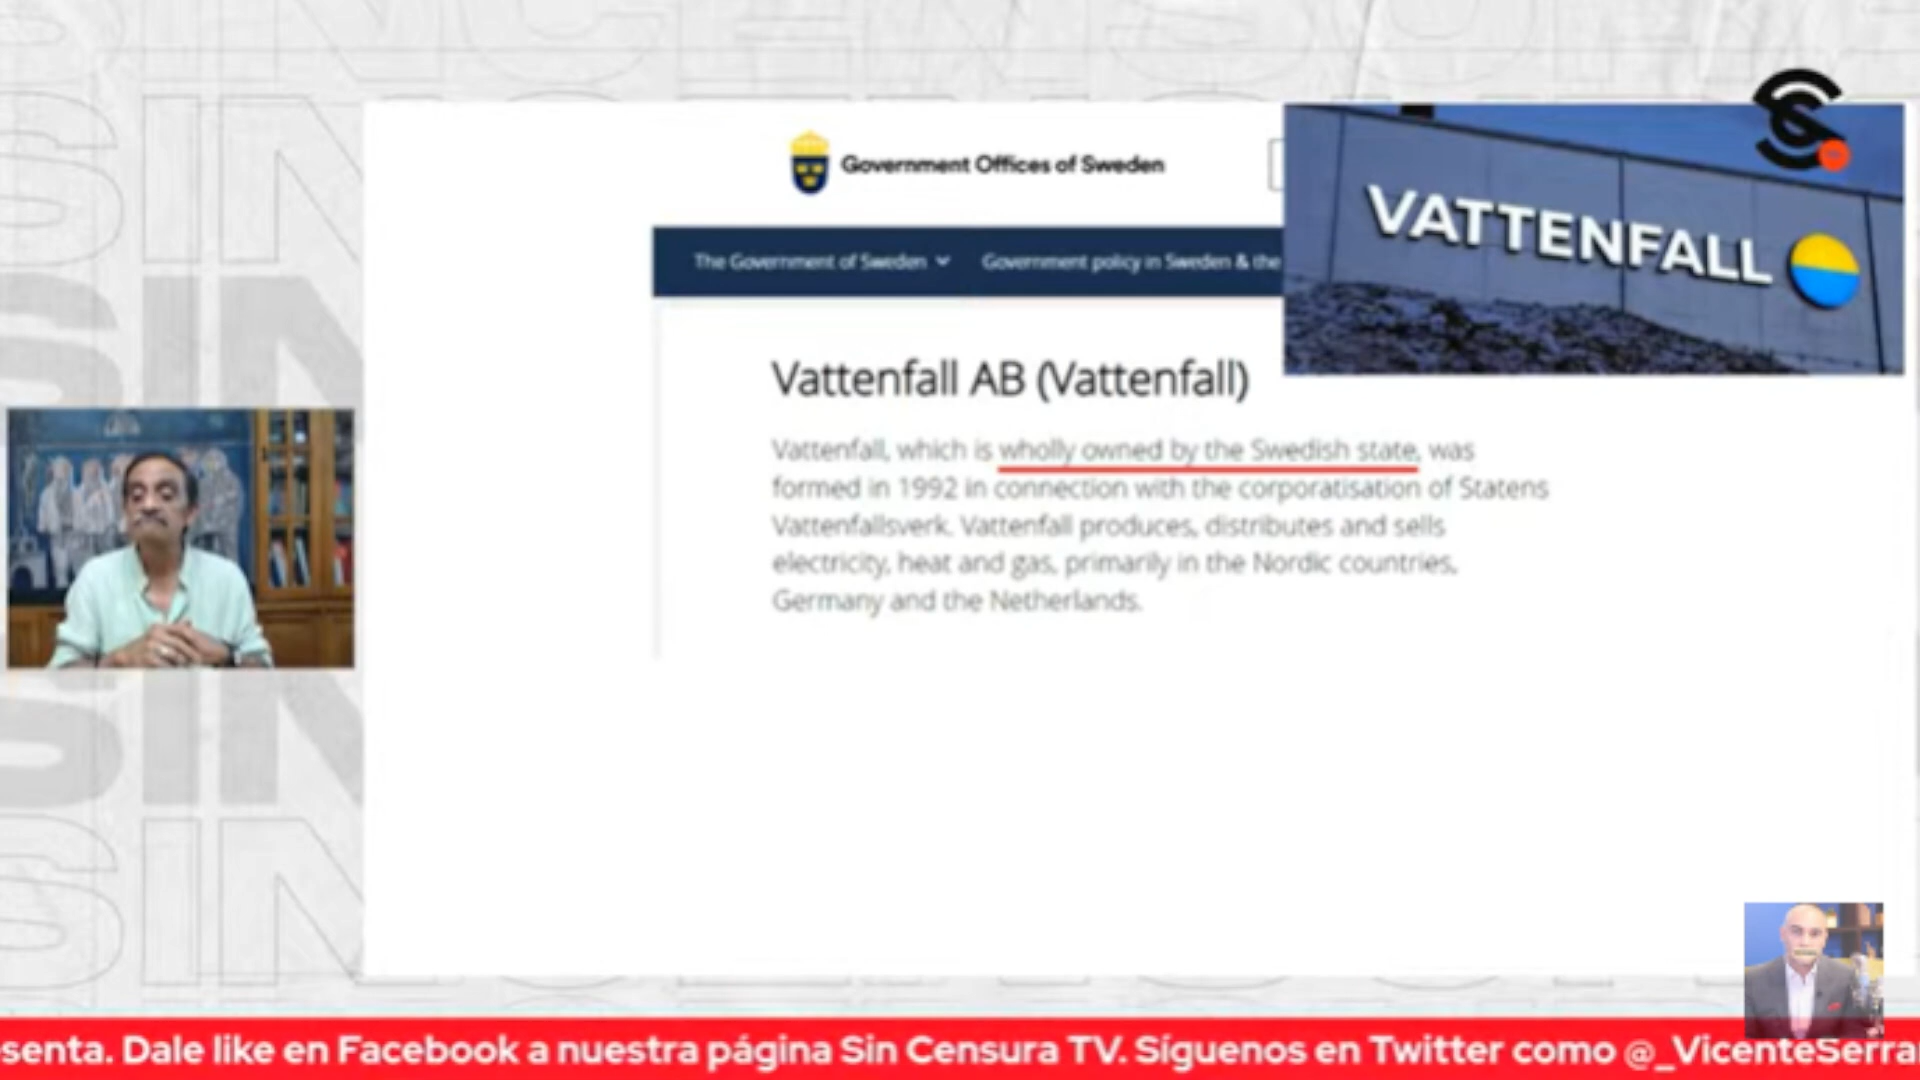 Government Offices of Sweden
VATTENFALL
The Government of Sweden Government policy in Sweden & the
Vattenfall AB (Vattenfall)
Vattenfall, which is wholly owned by the Swedish state, was
formed in 1992 in connection with the corporatisation of Statens
Vattenfallsverk. Vattenfall produces, distributes and sells
electricity, heat and gas, primarily in the Nordic countries,
Germany and the Netherlands.
senta. Dale like en Facebook a nuestra página Sin Censura TV. Síguenos en Twitter como @_VicenteSerra